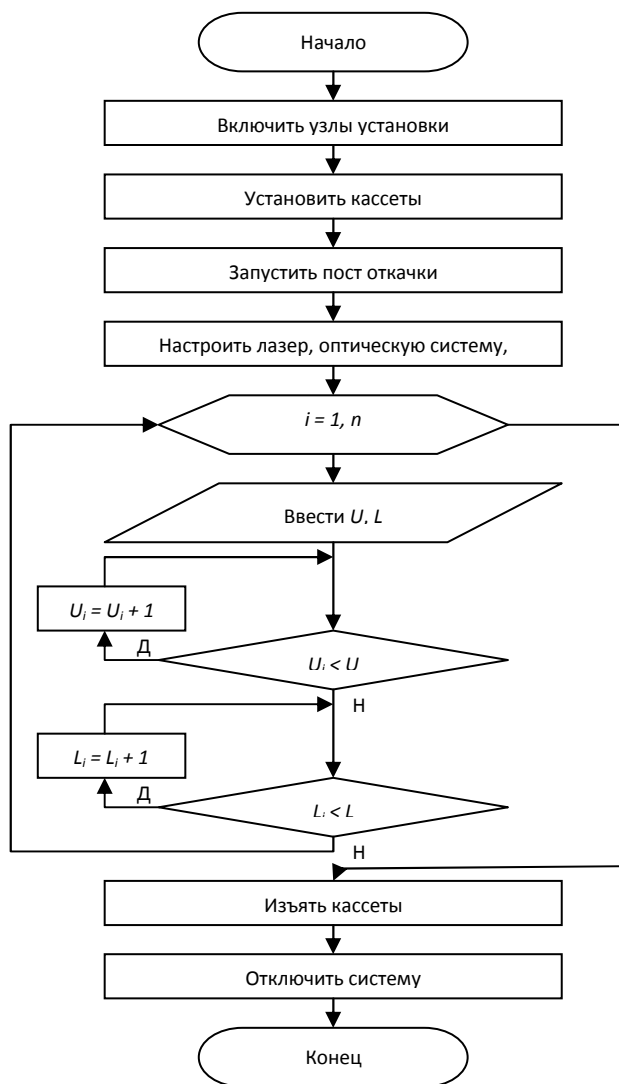 Начало
Включить узлы установки
Установить кассеты
Запустить пост откачки
Настроить лазер, оптическую систему,
i = 1, n
Ввести U, L
Uᵢ = Uᵢ + 1
Д
Uᵢ < U
Н
Lᵢ = Lᵢ + 1
Д
Lᵢ < L
Н
Изъять кассеты
Отключить систему
Конец